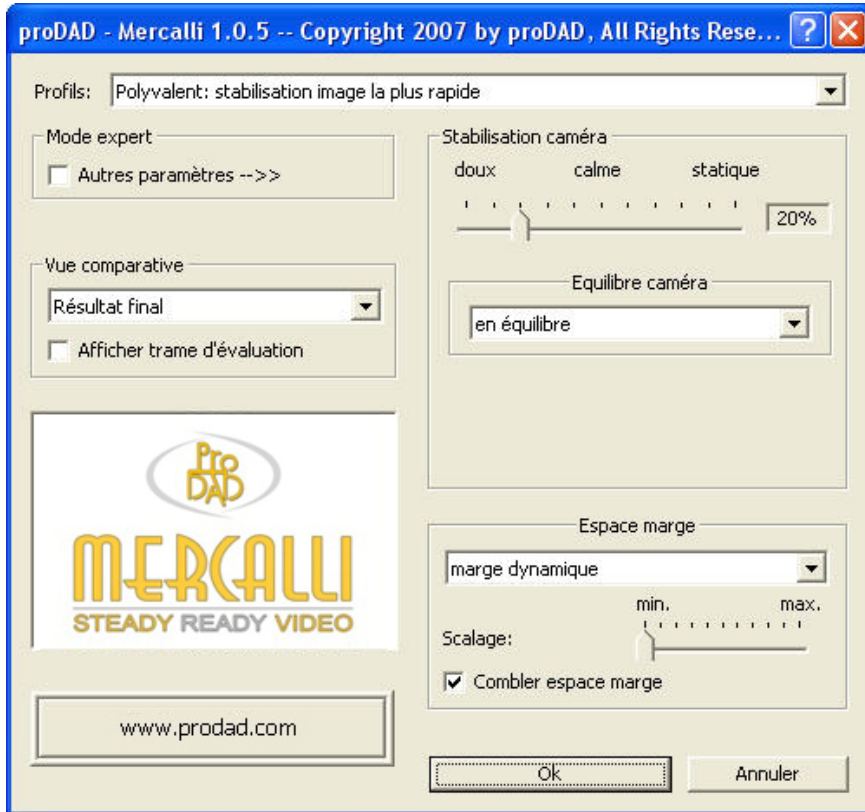 proDAD - Mercalli 1.0.5 -- Copyright 2007 by proDAD, All Rights Rese...
Profils: Polyvalent: stabilisation image la plus rapide
Mode expert
Autres paramètres -->>
Vue comparative
Résultat final
Afficher trame d'évaluation
ProDAD
MERCALLI
STEADY READY VIDEO
www.prodad.com
Stabilisation caméra
doux calme statique
20%
Equilibre caméra
en équilibre
Espace marge
marge dynamique
min. max.
Scalage:
Combler espace marge
Ok Annuler